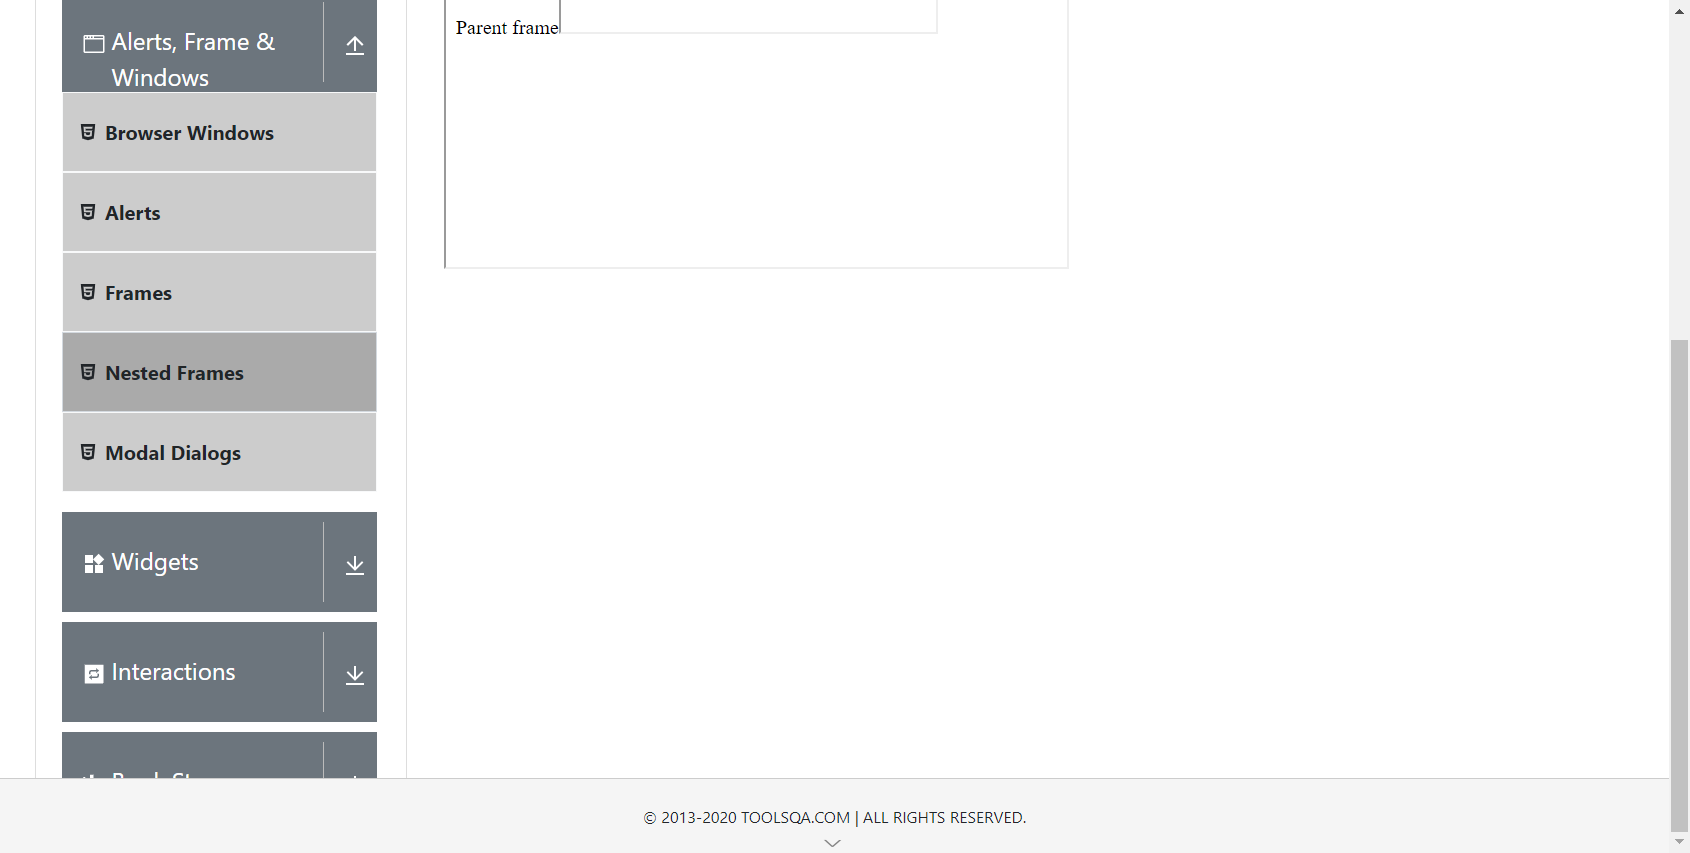 Alerts, Frame &
Windows
Browser Windows
Alerts
Frames
Nested Frames
Modal Dialogs
Widgets
Interactions
Parent frame
© 2013-2020 TOOLSQA.COM | ALL RIGHTS RESERVED.